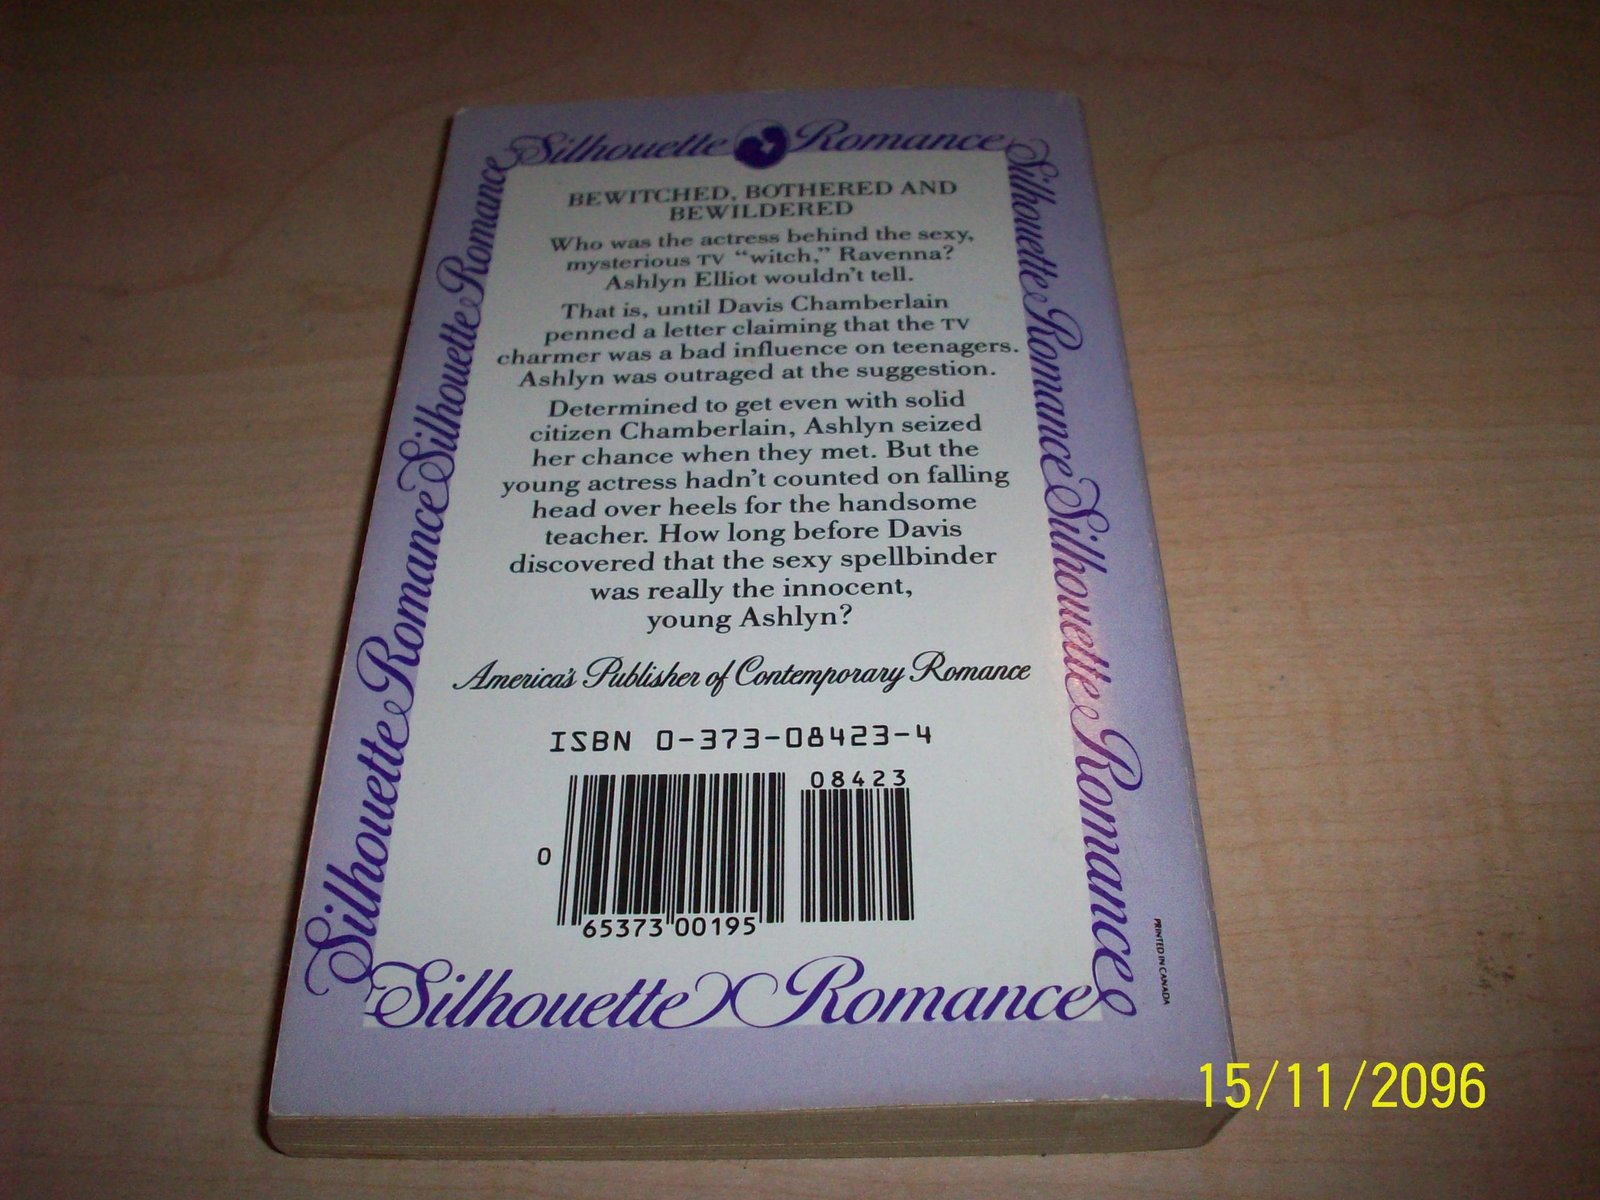 Silhouette Romance
BEWITCHED, BOTHERED AND
BEWILDERED
Who was the actress behind the sexy,
mysterious TV "witch," Ravenna?
Ashlyn Elliot wouldn't tell.
That is, until Davis Chamberlain
penned a letter claiming that the TV
charmer was a bad influence on teenagers.
Ashlyn was outraged at the suggestion.
Determined to get even with solid
citizen Chamberlain, Ashlyn seized
her chance when they met. But the
young actress hadn't counted on falling
head over heels for the handsome
teacher. How long before Davis
discovered that the sexy spellbinder
was really the innocent,
young Ashlyn?
America's Publisher of Contemporary Romance
ISBN 0-373-08423-4
08423
0
65373 00195
Silhouette Romance
Silhouette Romance Silhouette Romance
Silhouette Romance Silhouette Romance
PRINTED IN CANADA
15/11/2096